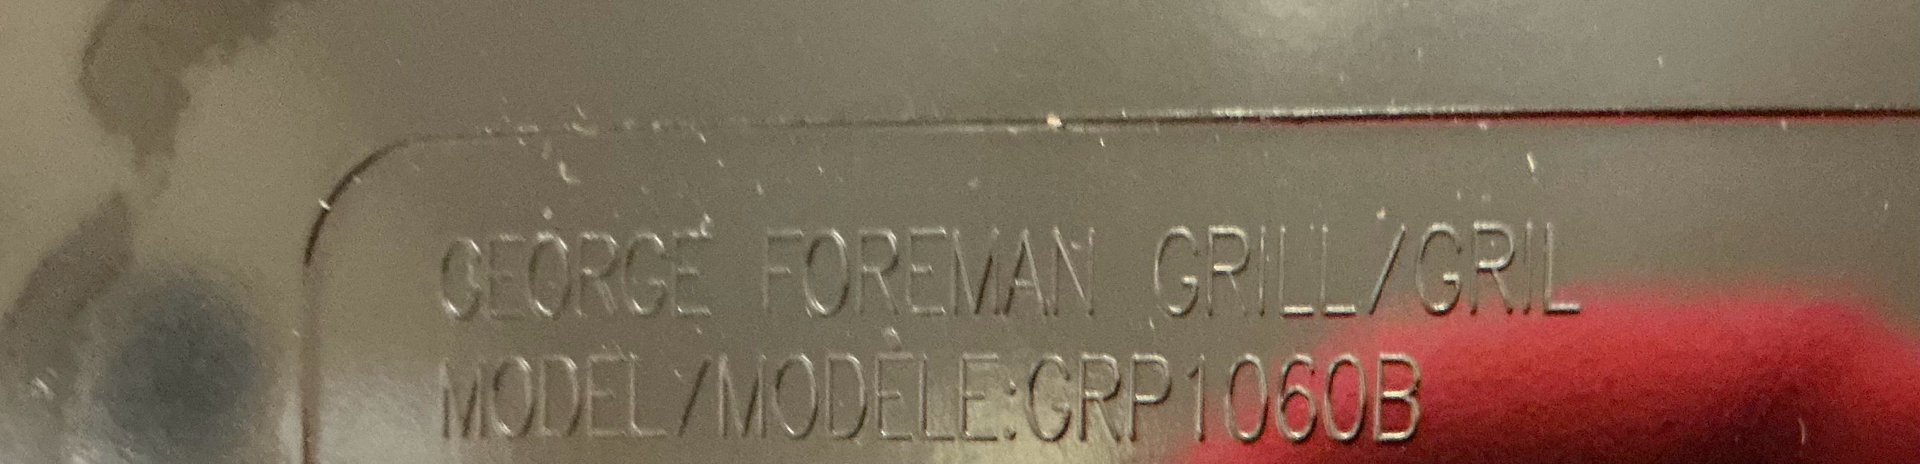 GEORGE FOREMAN GRILL/GRIL
MODEL/MODÈLE:GRP1060B